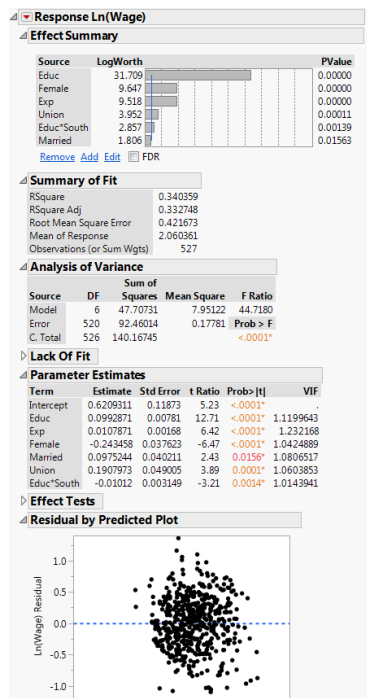 Response Ln(Wage)
Effect Summary
Source LogWorth PValue
Educ 31.709 0.00000
Female 9.647 0.00000
Exp 9.518 0.00000
Union 3.952 0.00011
Educ*South 2.857 0.00139
Married 1.806 0.01563
Remove Add Edit FDR
Summary of Fit
RSquare 0.340359
RSquare Adj 0.332748
Root Mean Square Error 0.421673
Mean of Response 2.060361
Observations (or Sum Wgts) 527
Analysis of Variance
Sum of
Source DF Squares Mean Square F Ratio
Model 6 47.70731 7.95122 44.7180
Error 520 92.46014 0.17781 Prob > F
C. Total 526 140.16745 <.0001*
Lack Of Fit
Parameter Estimates
Term Estimate Std Error t Ratio Prob>|t| VIF
Intercept 0.6209311 0.11873 5.23 <.0001* .
Educ 0.0992871 0.00781 12.71 <.0001* 1.1199643
Exp 0.0107871 0.00168 6.42 <.0001* 1.232168
Female -0.243458 0.037623 -6.47 <.0001* 1.0424889
Married 0.0975244 0.040211 2.43 0.0156* 1.0806517
Union 0.1907973 0.049005 3.89 0.0001* 1.0603853
Educ*South -0.01012 0.003149 -3.21 0.0014* 1.0143941
Effect Tests
Residual by Predicted Plot
1.0
0.5
0.0
-0.5
-1.0
Ln(Wage) Residual